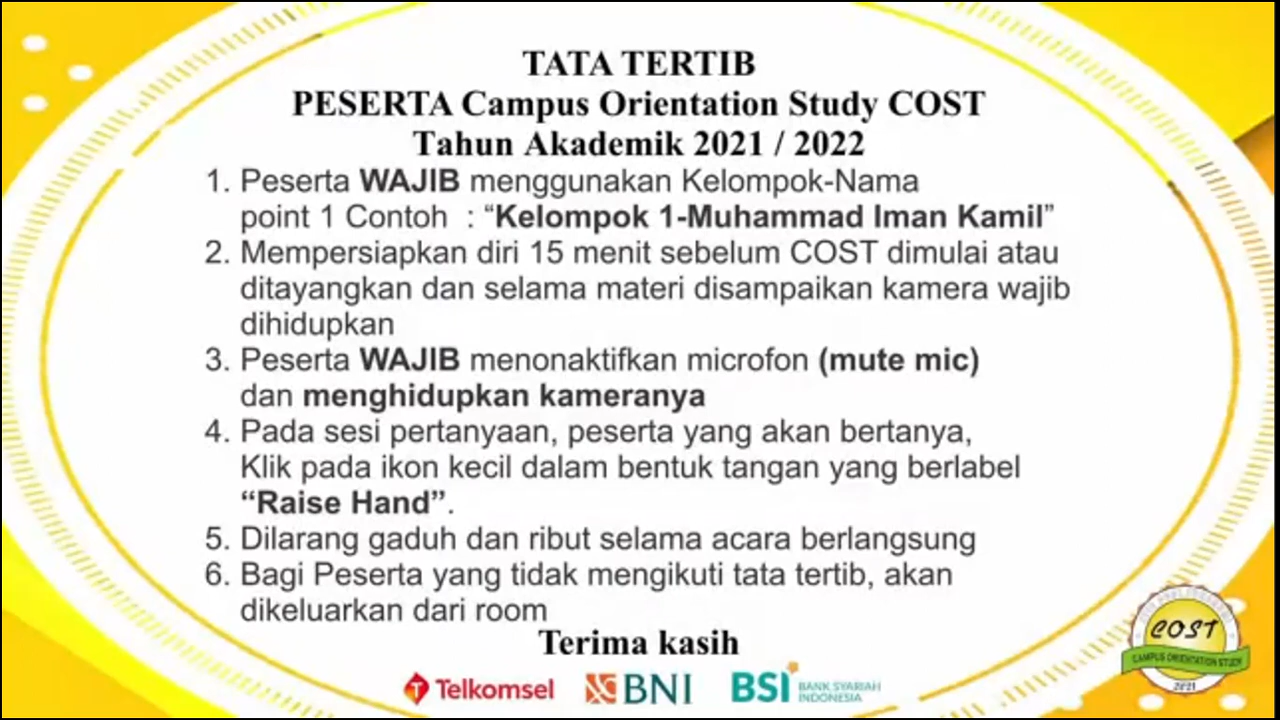 TATA TERTIB
PESERTA Campus Orientation Study COST
Tahun Akademik 2021 / 2022
1. Peserta WAJIB menggunakan Kelompok-Nama
point 1 Contoh : “Kelompok 1-Muhammad Iman Kamil”
2. Mempersiapkan diri 15 menit sebelum COST dimulai atau
ditayangkan dan selama materi disampaikan kamera wajib
dihidupkan
3. Peserta WAJIB menonaktifkan microfon (mute mic)
dan menghidupkan kameranya
4. Pada sesi pertanyaan, peserta yang akan bertanya,
Klik pada ikon kecil dalam bentuk tangan yang berlabel
“Raise Hand”.
5. Dilarang gaduh dan ribut selama acara berlangsung
6. Bagi Peserta yang tidak mengikuti tata tertib, akan
dikeluarkan dari room
Terima kasih
Telkomsel
BNI
BSI BANK SYARIAH
INDONESIA
COST
CAMPUS ORIENTATION STUDY
2021